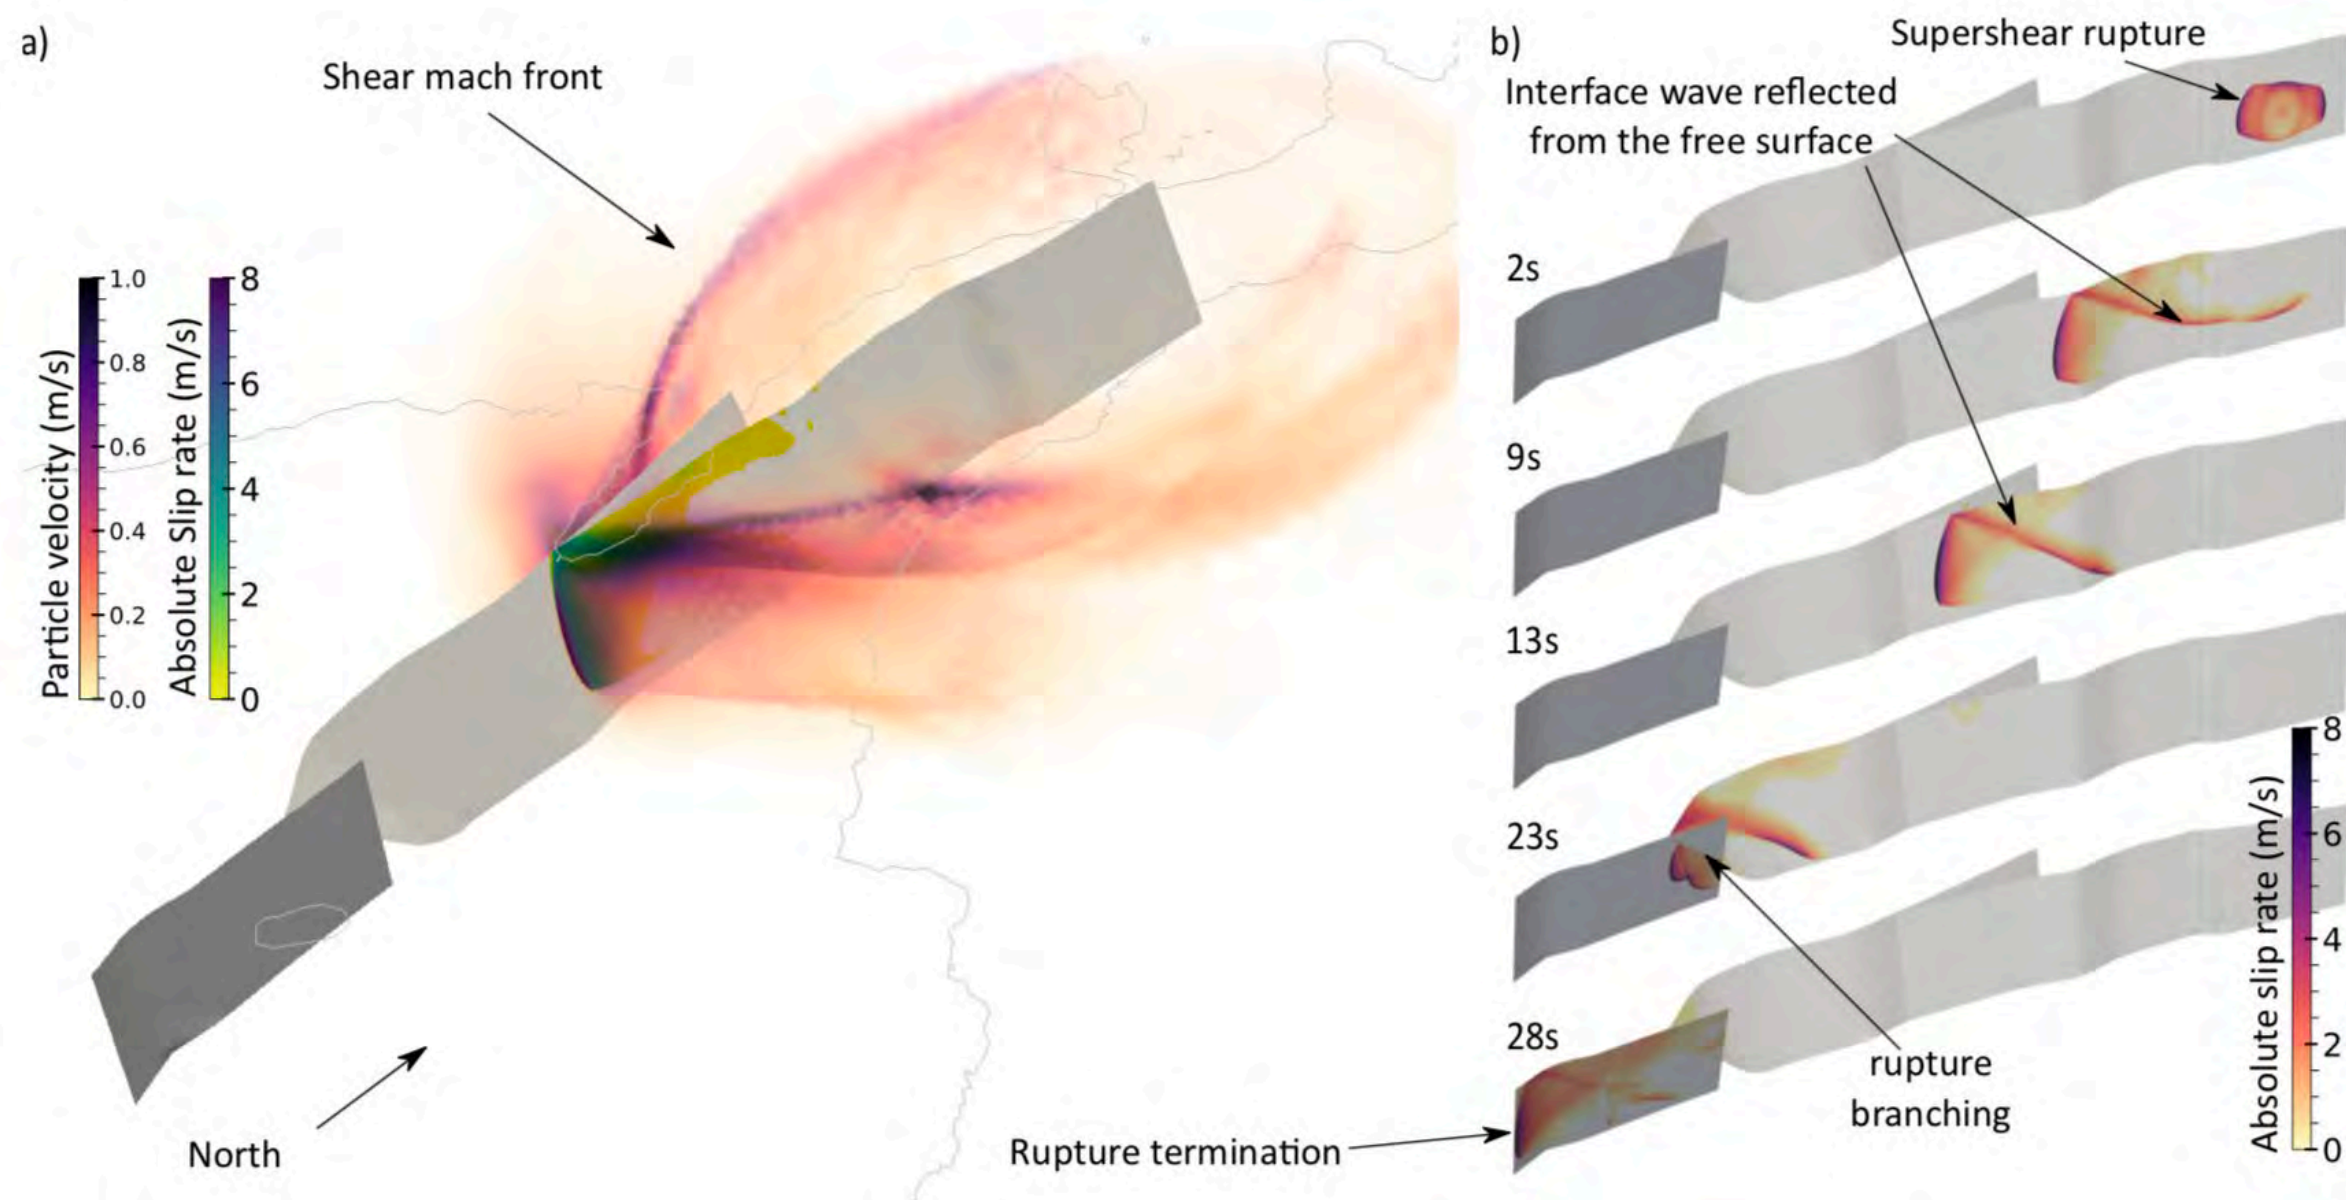 a)
Shear mach front
Particle velocity (m/s)
1.0
0.8
0.6
0.4
0.2
0.0
Absolute Slip rate (m/s)
8
6
4
2
0
North
b)
Supershear rupture
Interface wave reflected
from the free surface
2s
9s
13s
23s
28s
rupture
branching
Rupture termination
Absolute slip rate (m/s)
8
6
4
2
0